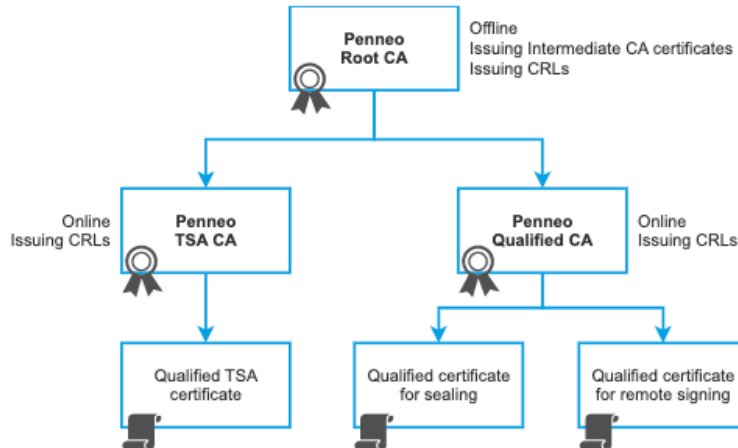 Penneo
Root CA
Offline
Issuing Intermediate CA certificates
Issuing CRLs
Online
Issuing CRLs
Penneo
TSA CA
Penneo
Qualified CA
Online
Issuing CRLs
Qualified TSA
certificate
Qualified certificate
for sealing
Qualified certificate
for remote signing